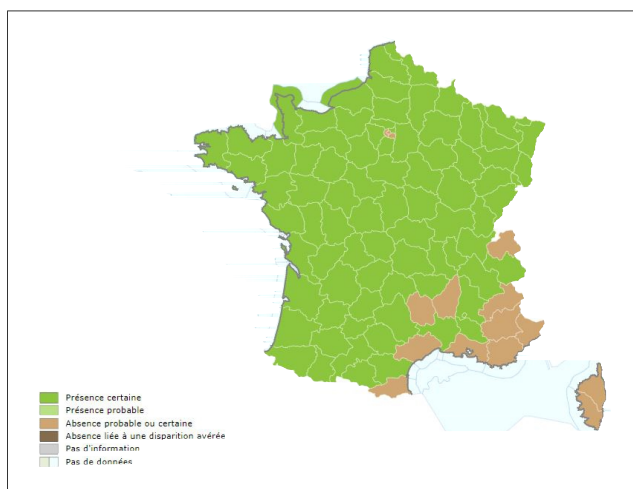 Présence certaine
Présence probable
Absence probable ou certaine
Absence liée à une disparition avérée
Pas d'information
Pas de données